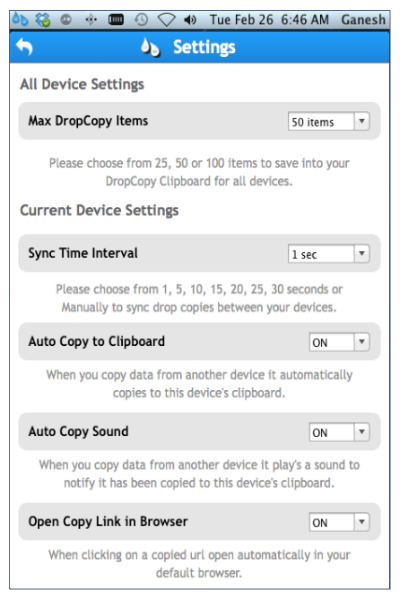 Tue Feb 26 6:46 AM Ganesh
Settings
All Device Settings
Max DropCopy Items
50 items
Please choose from 25, 50 or 100 items to save into your
DropCopy Clipboard for all devices.
Current Device Settings
Sync Time Interval
1 sec
Please choose from 1, 5, 10, 15, 20, 25, 30 seconds or
Manually to sync drop copies between your devices.
Auto Copy to Clipboard
ON
When you copy data from another device it automatically
copies to this device's clipboard.
Auto Copy Sound
ON
When you copy data from another device it play's a sound to
notify it has been copied to this device's clipboard.
Open Copy Link in Browser
ON
When clicking on a copied url open automatically in your
default browser.